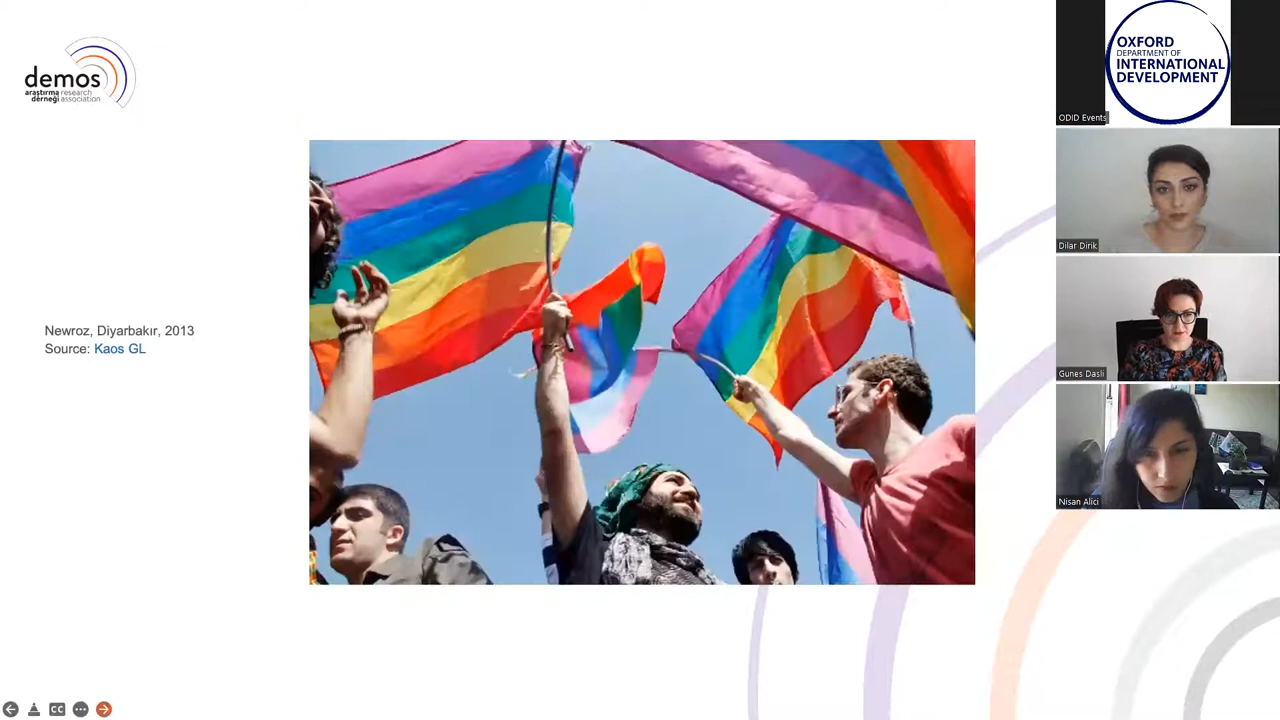 demos
araştırma research
derneği association
Newroz, Diyarbakır, 2013
Source: Kaos GL
OXFORD
DEPARTMENT OF
INTERNATIONAL
DEVELOPMENT
ODID Events
Dilar Dirik
Gunes Dasli
Nisan Alici
CC